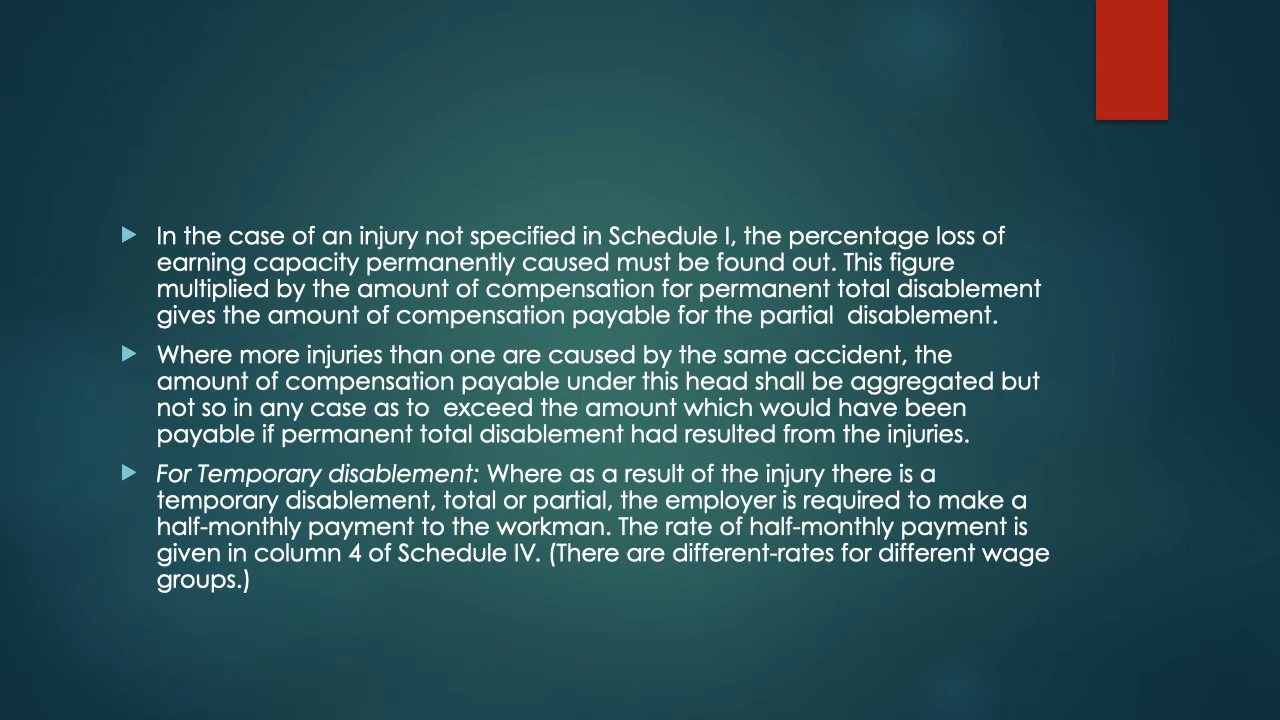 In the case of an injury not specified in Schedule I, the percentage loss of
earning capacity permanently caused must be found out. This figure
multiplied by the amount of compensation for permanent total disablement
gives the amount of compensation payable for the partial  disablement.
Where more injuries than one are caused by the same accident, the
amount of compensation payable under this head shall be aggregated but
not so in any case as to  exceed the amount which would have been
payable if permanent total disablement had resulted from the injuries.
For Temporary disablement: Where as a result of the injury there is a
temporary disablement, total or partial, the employer is required to make a
half-monthly payment to the workman. The rate of half-monthly payment is
given in column 4 of Schedule IV. (There are different-rates for different wage
groups.)